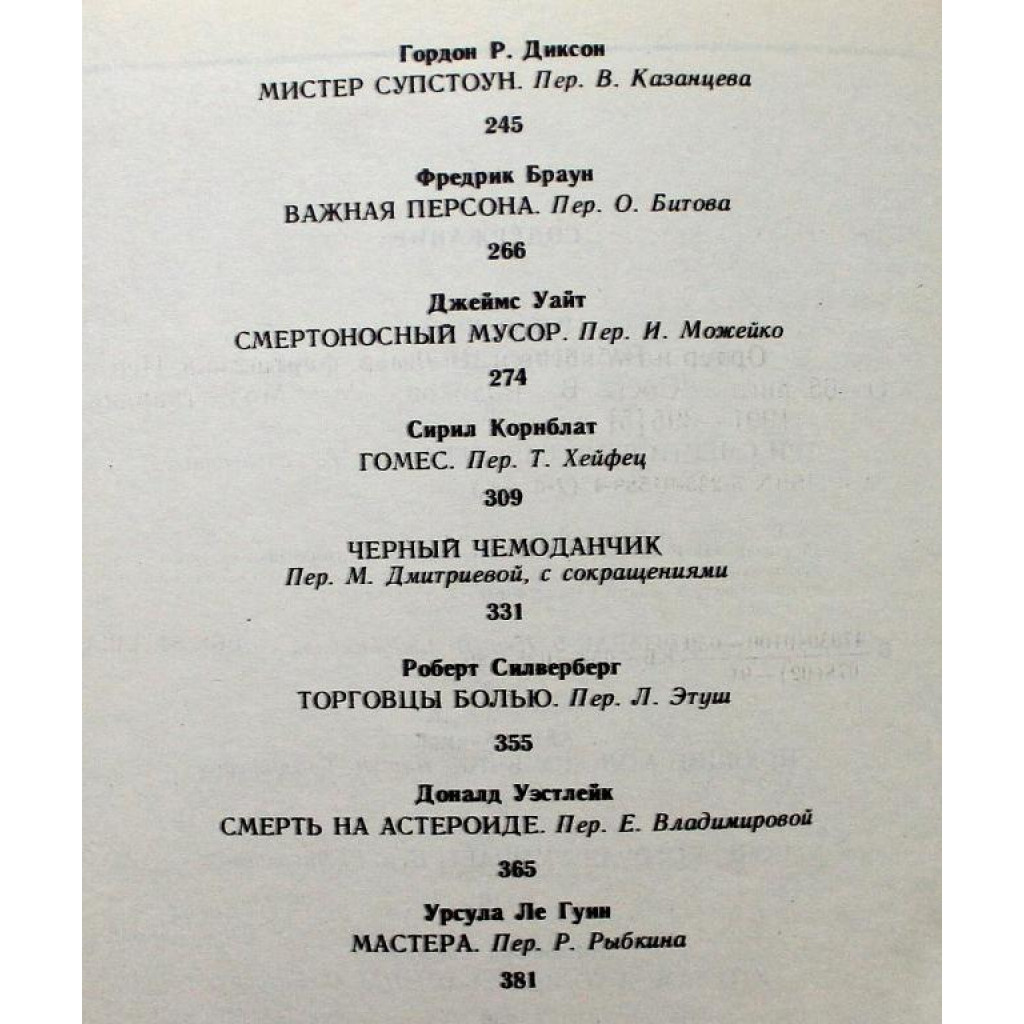 Гордон Р. Диксон
МИСТЕР СУПСТОУН. Пер. В. Казанцева
245
Фредрик Браун
ВАЖНАЯ ПЕРСОНА. Пер. О. Битова
266
Джеймс Уайт
СМЕРТОНОСНЫЙ МУСОР. Пер. И. Можейко
274
Сирил Корнблат
ГОМЕС. Пер. Т. Хейфец
309
ЧЕРНЫЙ ЧЕМОДАНЧИК
Пер. М. Дмитриевой, с сокращениями
331
Роберт Силверберг
ТОРГОВЦЫ БОЛЬЮ. Пер. Л. Этуш
355
Доналд Уэстлейк
СМЕРТЬ НА АСТЕРОИДЕ. Пер. Е. Владимировой
365
Урсула Ле Гуин
МАСТЕРА. Пер. Р. Рыбкина
381